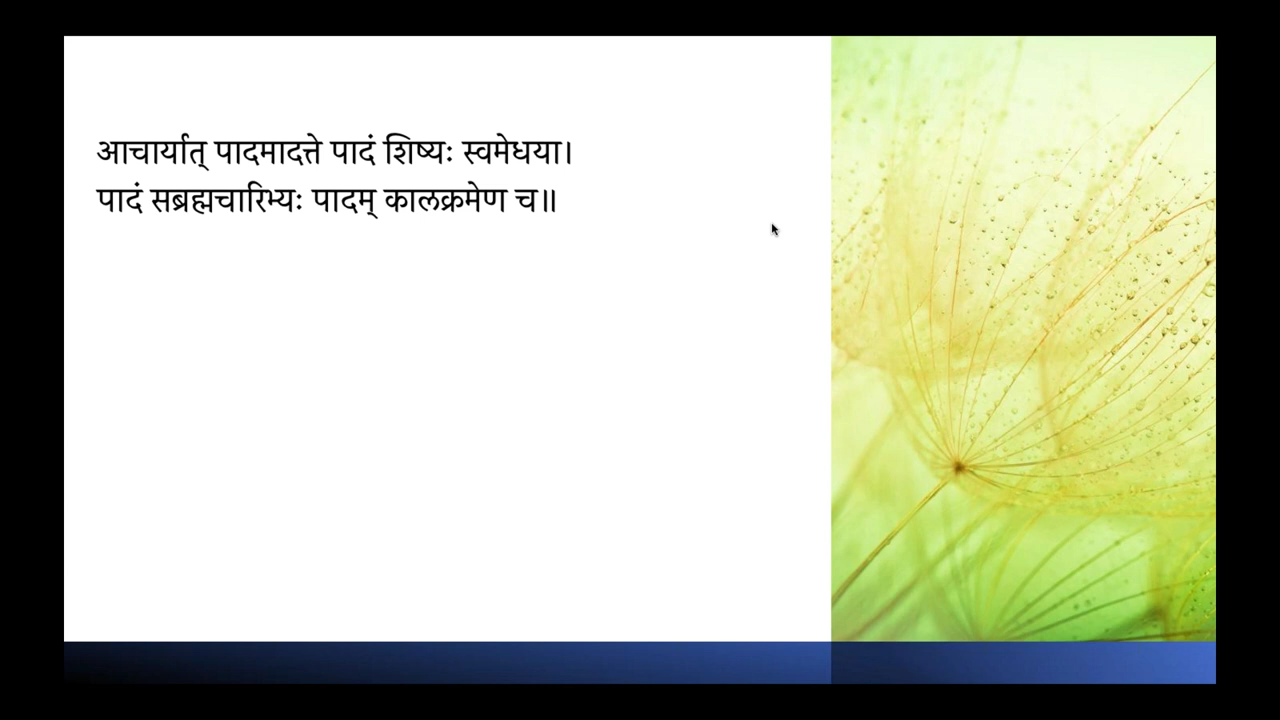 आचार्यात् पादमादत्ते पादं शिष्यः स्वमेधया।
पादं सब्रह्मचारिभ्यः पादम् कालक्रमेण च॥